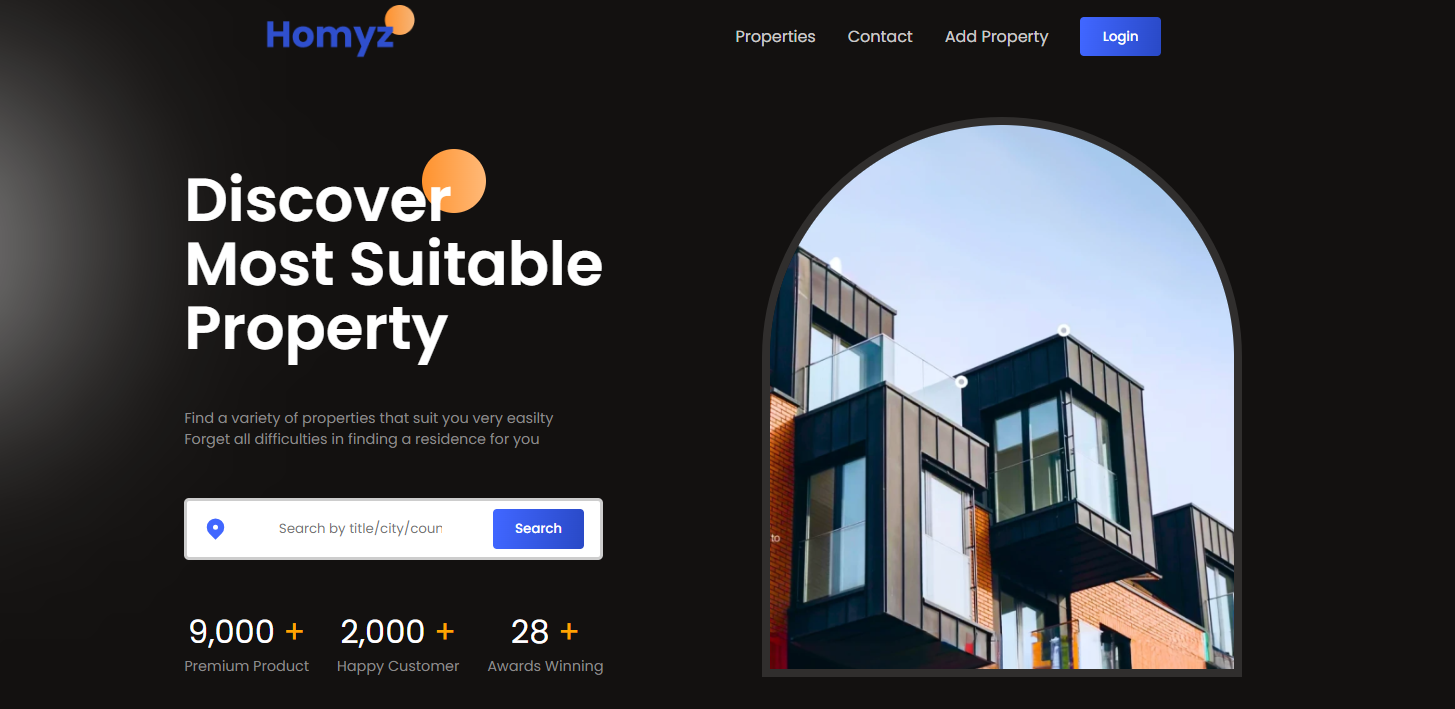 Homyz
Properties
Contact
Add Property
Login
Discover
Most Suitable
Property
Find a variety of properties that suit you very easilty
Forget all difficulties in finding a residence for you
Search by title/city/coun
Search
9,000 +
Premium Product
2,000 +
Happy Customer
28 +
Awards Winning
to